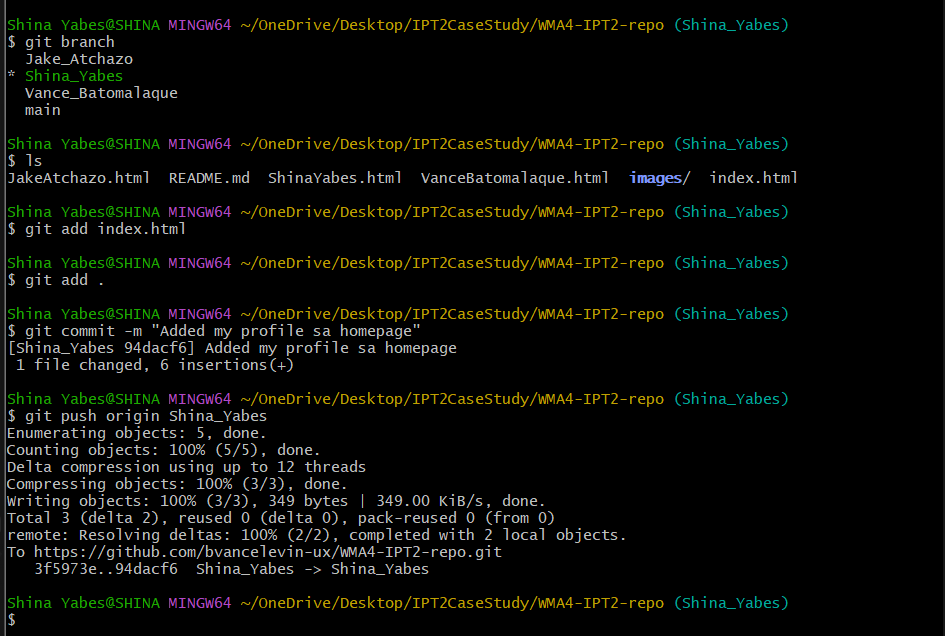 Shina Yabes@SHINA MINGW64 ~/OneDrive/Desktop/IPT2CaseStudy/WMA4-IPT2-repo (Shina_Yabes)
$ git branch
  Jake_Atchazo
* Shina_Yabes
  Vance_Batomalaque
  main

Shina Yabes@SHINA MINGW64 ~/OneDrive/Desktop/IPT2CaseStudy/WMA4-IPT2-repo (Shina_Yabes)
$ ls
JakeAtchazo.html  README.md  ShinaYabes.html  VanceBatomalaque.html  images/  index.html

Shina Yabes@SHINA MINGW64 ~/OneDrive/Desktop/IPT2CaseStudy/WMA4-IPT2-repo (Shina_Yabes)
$ git add index.html

Shina Yabes@SHINA MINGW64 ~/OneDrive/Desktop/IPT2CaseStudy/WMA4-IPT2-repo (Shina_Yabes)
$ git add .

Shina Yabes@SHINA MINGW64 ~/OneDrive/Desktop/IPT2CaseStudy/WMA4-IPT2-repo (Shina_Yabes)
$ git commit -m "Added my profile sa homepage"
[Shina_Yabes 94dacf6] Added my profile sa homepage
 1 file changed, 6 insertions(+)

Shina Yabes@SHINA MINGW64 ~/OneDrive/Desktop/IPT2CaseStudy/WMA4-IPT2-repo (Shina_Yabes)
$ git push origin Shina_Yabes
Enumerating objects: 5, done.
Counting objects: 100% (5/5), done.
Delta compression using up to 12 threads
Compressing objects: 100% (3/3), done.
Writing objects: 100% (3/3), 349 bytes | 349.00 KiB/s, done.
Total 3 (delta 2), reused 0 (delta 0), pack-reused 0 (from 0)
remote: Resolving deltas: 100% (2/2), completed with 2 local objects.
To https://github.com/bvancelevin-ux/WMA4-IPT2-repo.git
   3f5973e..94dacf6  Shina_Yabes -> Shina_Yabes

Shina Yabes@SHINA MINGW64 ~/OneDrive/Desktop/IPT2CaseStudy/WMA4-IPT2-repo (Shina_Yabes)
$